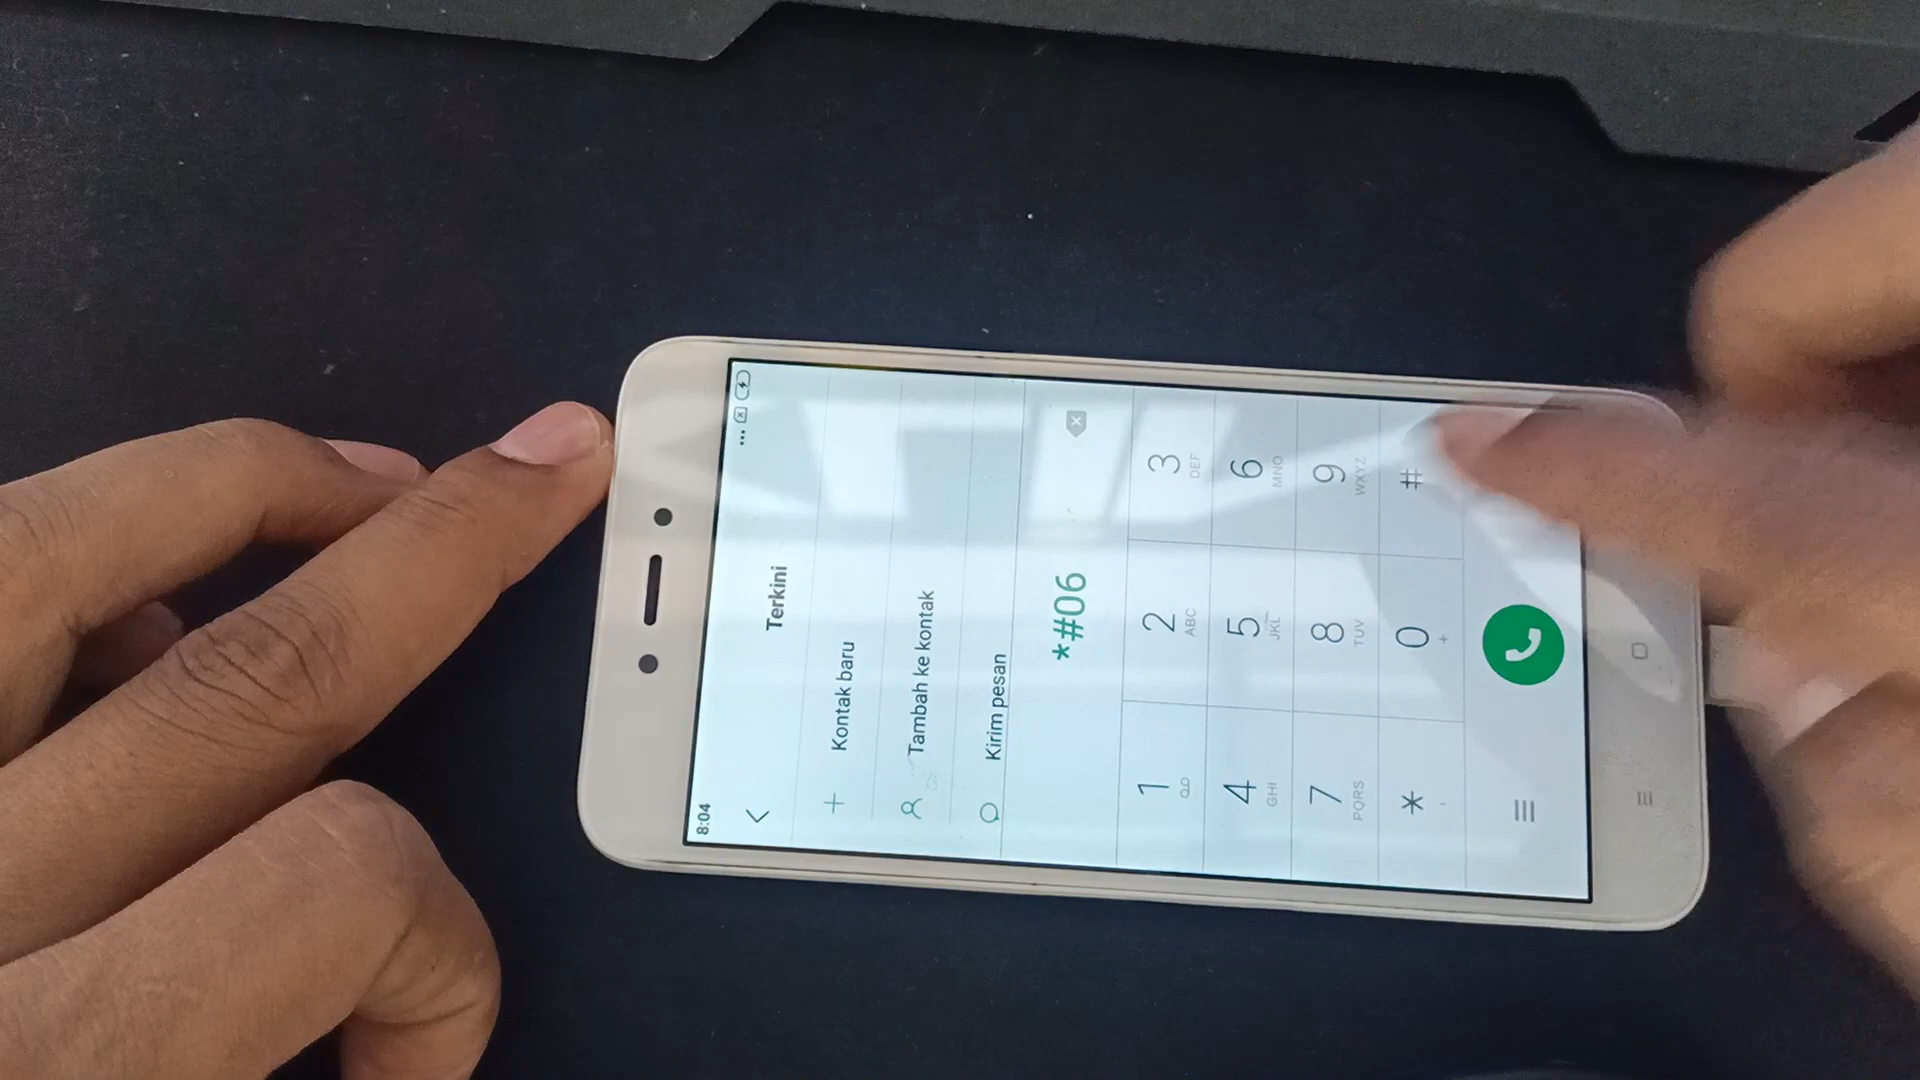 8:04
Terkini
Kontak baru
Tambah ke kontak
Kirim pesan
*#06
1
2 ABC
3 DEF
4 GHI
5 JKL
6 MNO
7 PQRS
8 TUV
9 WXYZ
* ,
0 +
#